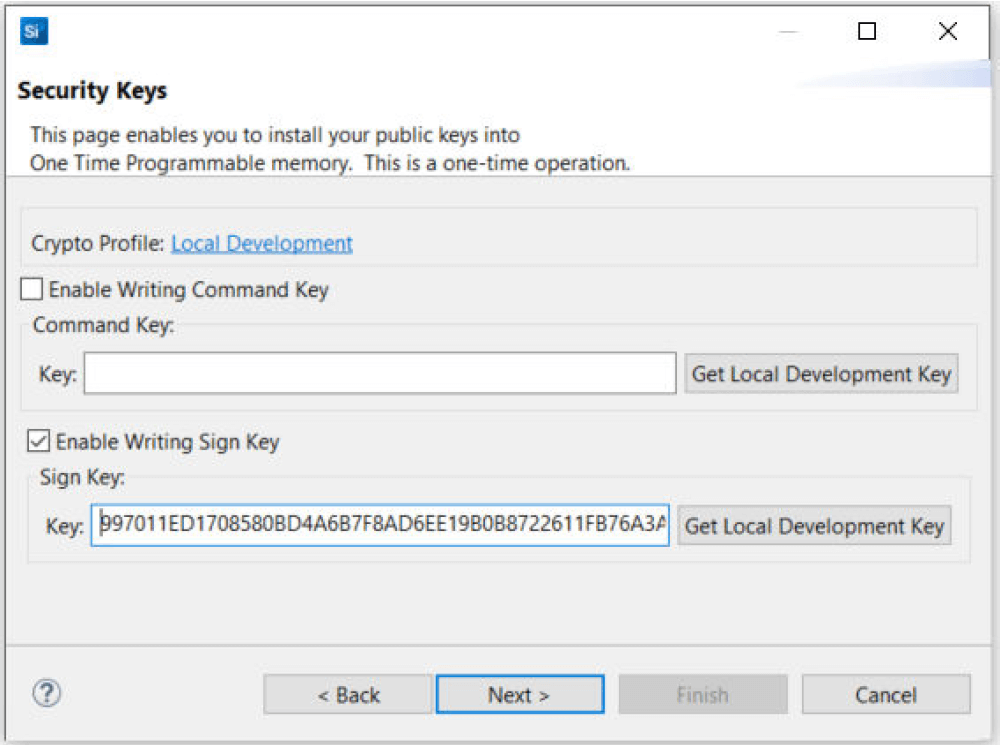 Si
Security Keys
This page enables you to install your public keys into
One Time Programmable memory. This is a one-time operation.
Crypto Profile: Local Development
Enable Writing Command Key
Command Key:
Key: Get Local Development Key
Enable Writing Sign Key
Sign Key:
Key: 997011ED1708580BD4A6B7F8AD6EE19B0B8722611FB76A3A Get Local Development Key
? < Back Next > Finish Cancel